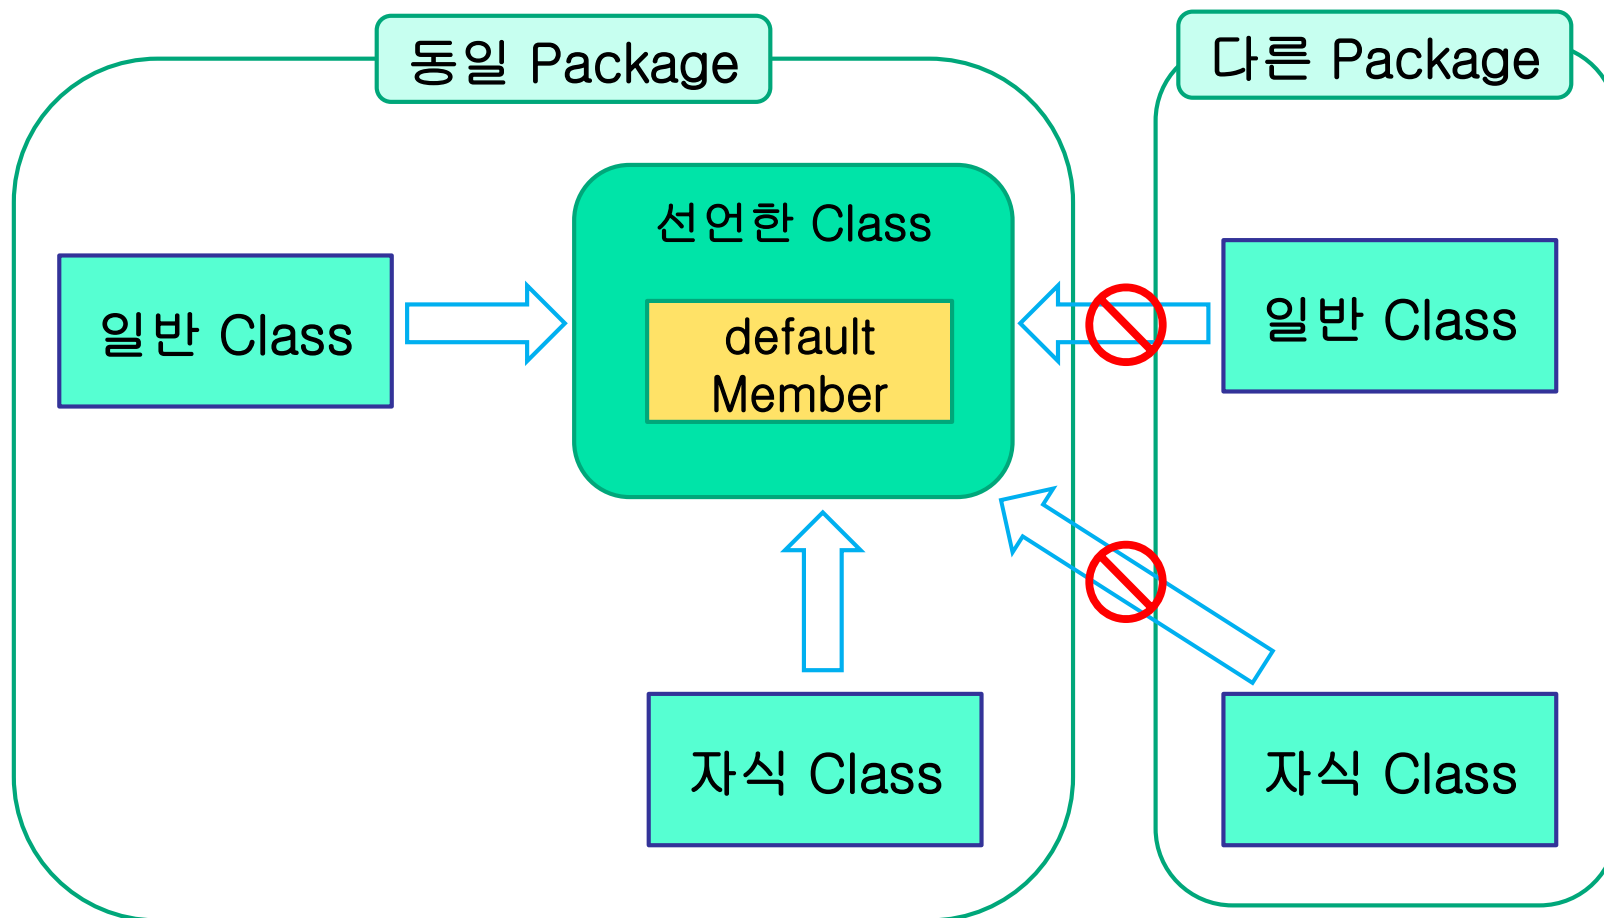 동일 Package
다른 Package
선언한 Class
일반 Class
default
Member
일반 Class
자식 Class
자식 Class